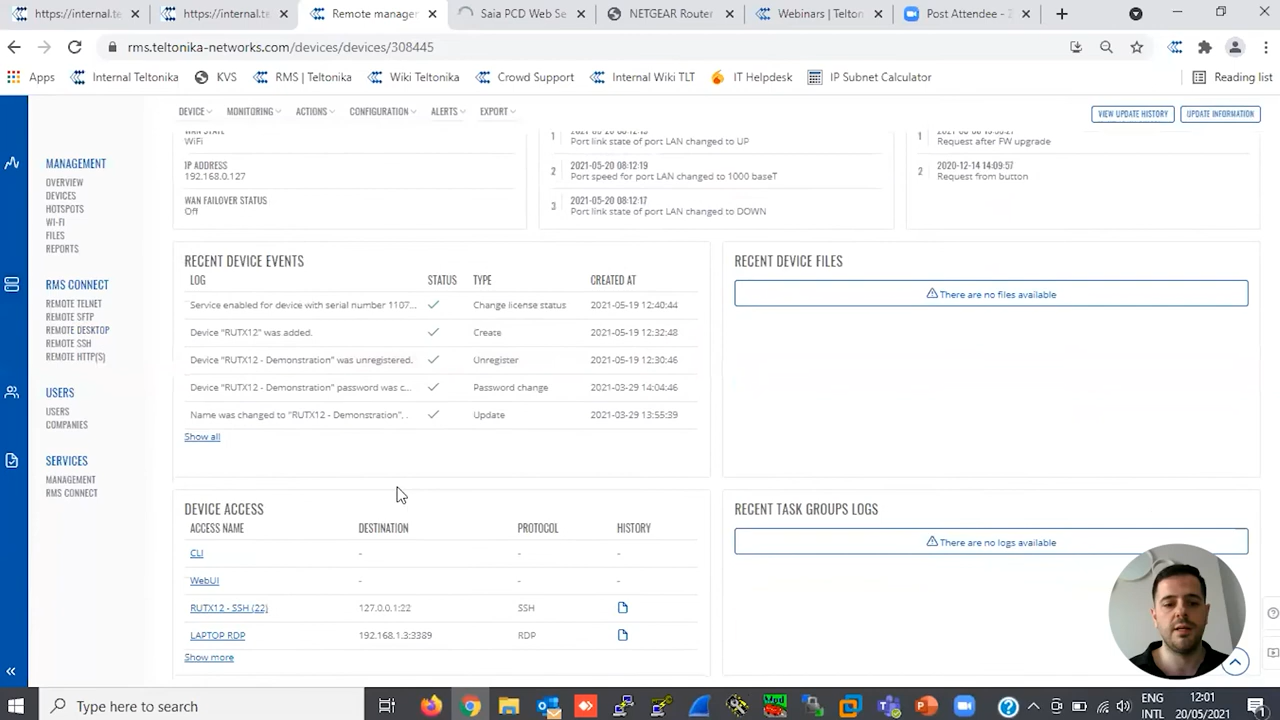 https://internal.te
https://internal.te
Remote manager
Saia PCD Web Se
NETGEAR Router
Webinars | Telton
Post Attendee - Z
rms.teltonika-networks.com/devices/devices/308445
Apps
Internal Teltonika
KVS
RMS | Teltonika
Wiki Teltonika
Crowd Support
Internal Wiki TLT
IT Helpdesk
IP Subnet Calculator
Reading list
DEVICE
MONITORING
ACTIONS
CONFIGURATION
ALERTS
EXPORT
VIEW UPDATE HISTORY
UPDATE INFORMATION
MANAGEMENT
OVERVIEW
DEVICES
HOTSPOTS
WI-FI
FILES
REPORTS
RMS CONNECT
REMOTE TELNET
REMOTE SFTP
REMOTE DESKTOP
REMOTE SSH
REMOTE HTTP(S)
USERS
USERS
COMPANIES
SERVICES
MANAGEMENT
RMS CONNECT
WAN STATE
WiFi
IP ADDRESS
192.168.0.127
WAN FAILOVER STATUS
Off
1
Port link state of port LAN changed to UP
2
2021-05-20 08:12:19
Port speed for port LAN changed to 1000 baseT
3
2021-05-20 08:12:17
Port link state of port LAN changed to DOWN
1
Request after FW upgrade
2
2020-12-14 14:09:57
Request from button
RECENT DEVICE EVENTS
LOG STATUS TYPE CREATED AT
Service enabled for device with serial number 1107... Change license status 2021-05-19 12:40:44
Device "RUTX12" was added. Create 2021-05-19 12:32:48
Device "RUTX12 - Demonstration" was unregistered. Unregister 2021-05-19 12:30:46
Device "RUTX12 - Demonstration" password was c... Password change 2021-03-29 14:04:46
Name was changed to "RUTX12 - Demonstration". . Update 2021-03-29 13:55:39
Show all
RECENT DEVICE FILES
There are no files available
DEVICE ACCESS
ACCESS NAME DESTINATION PROTOCOL HISTORY
CLI - - -
WebUI - - -
RUTX12 - SSH (22) 127.0.0.1:22 SSH
LAPTOP RDP 192.168.1.3:3389 RDP
Show more
RECENT TASK GROUPS LOGS
There are no logs available
Type here to search
ENG
INTL
12:01
20/05/2021